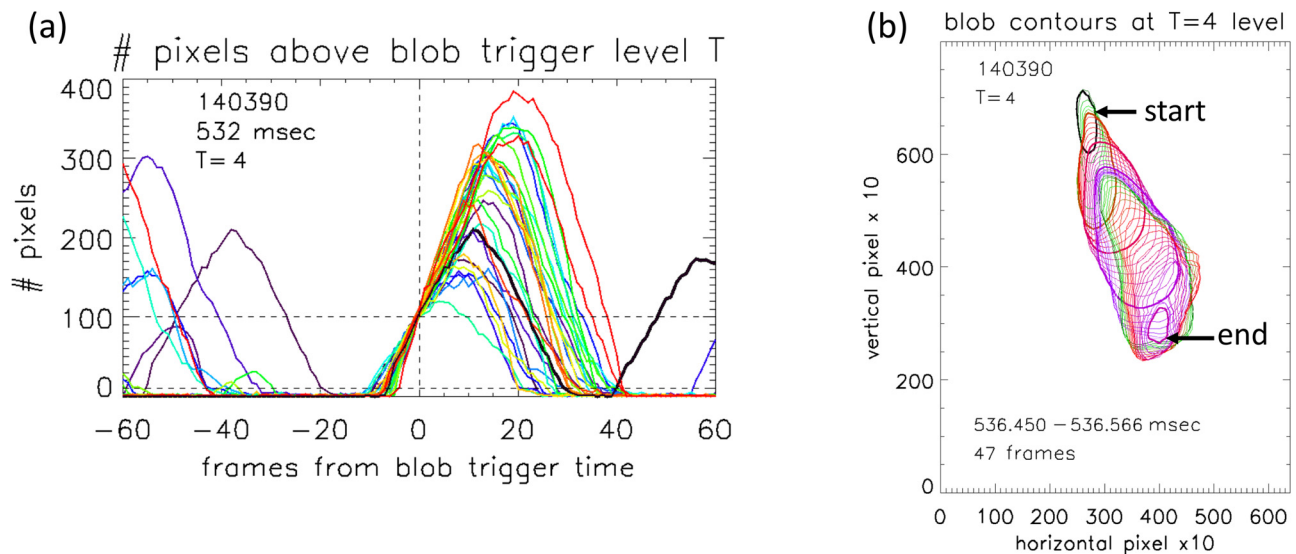 (a)
# pixels above blob trigger level T
140390
532 msec
T= 4
400
300
200
100
0
# pixels
-60 -40 -20 0 20 40 60
frames from blob trigger time
(b)
blob contours at T=4 level
140390
T= 4
start
end
600
400
200
0
vertical pixel x 10
536.450 - 536.566 msec
47 frames
0 100 200 300 400 500 600
horizontal pixel x10